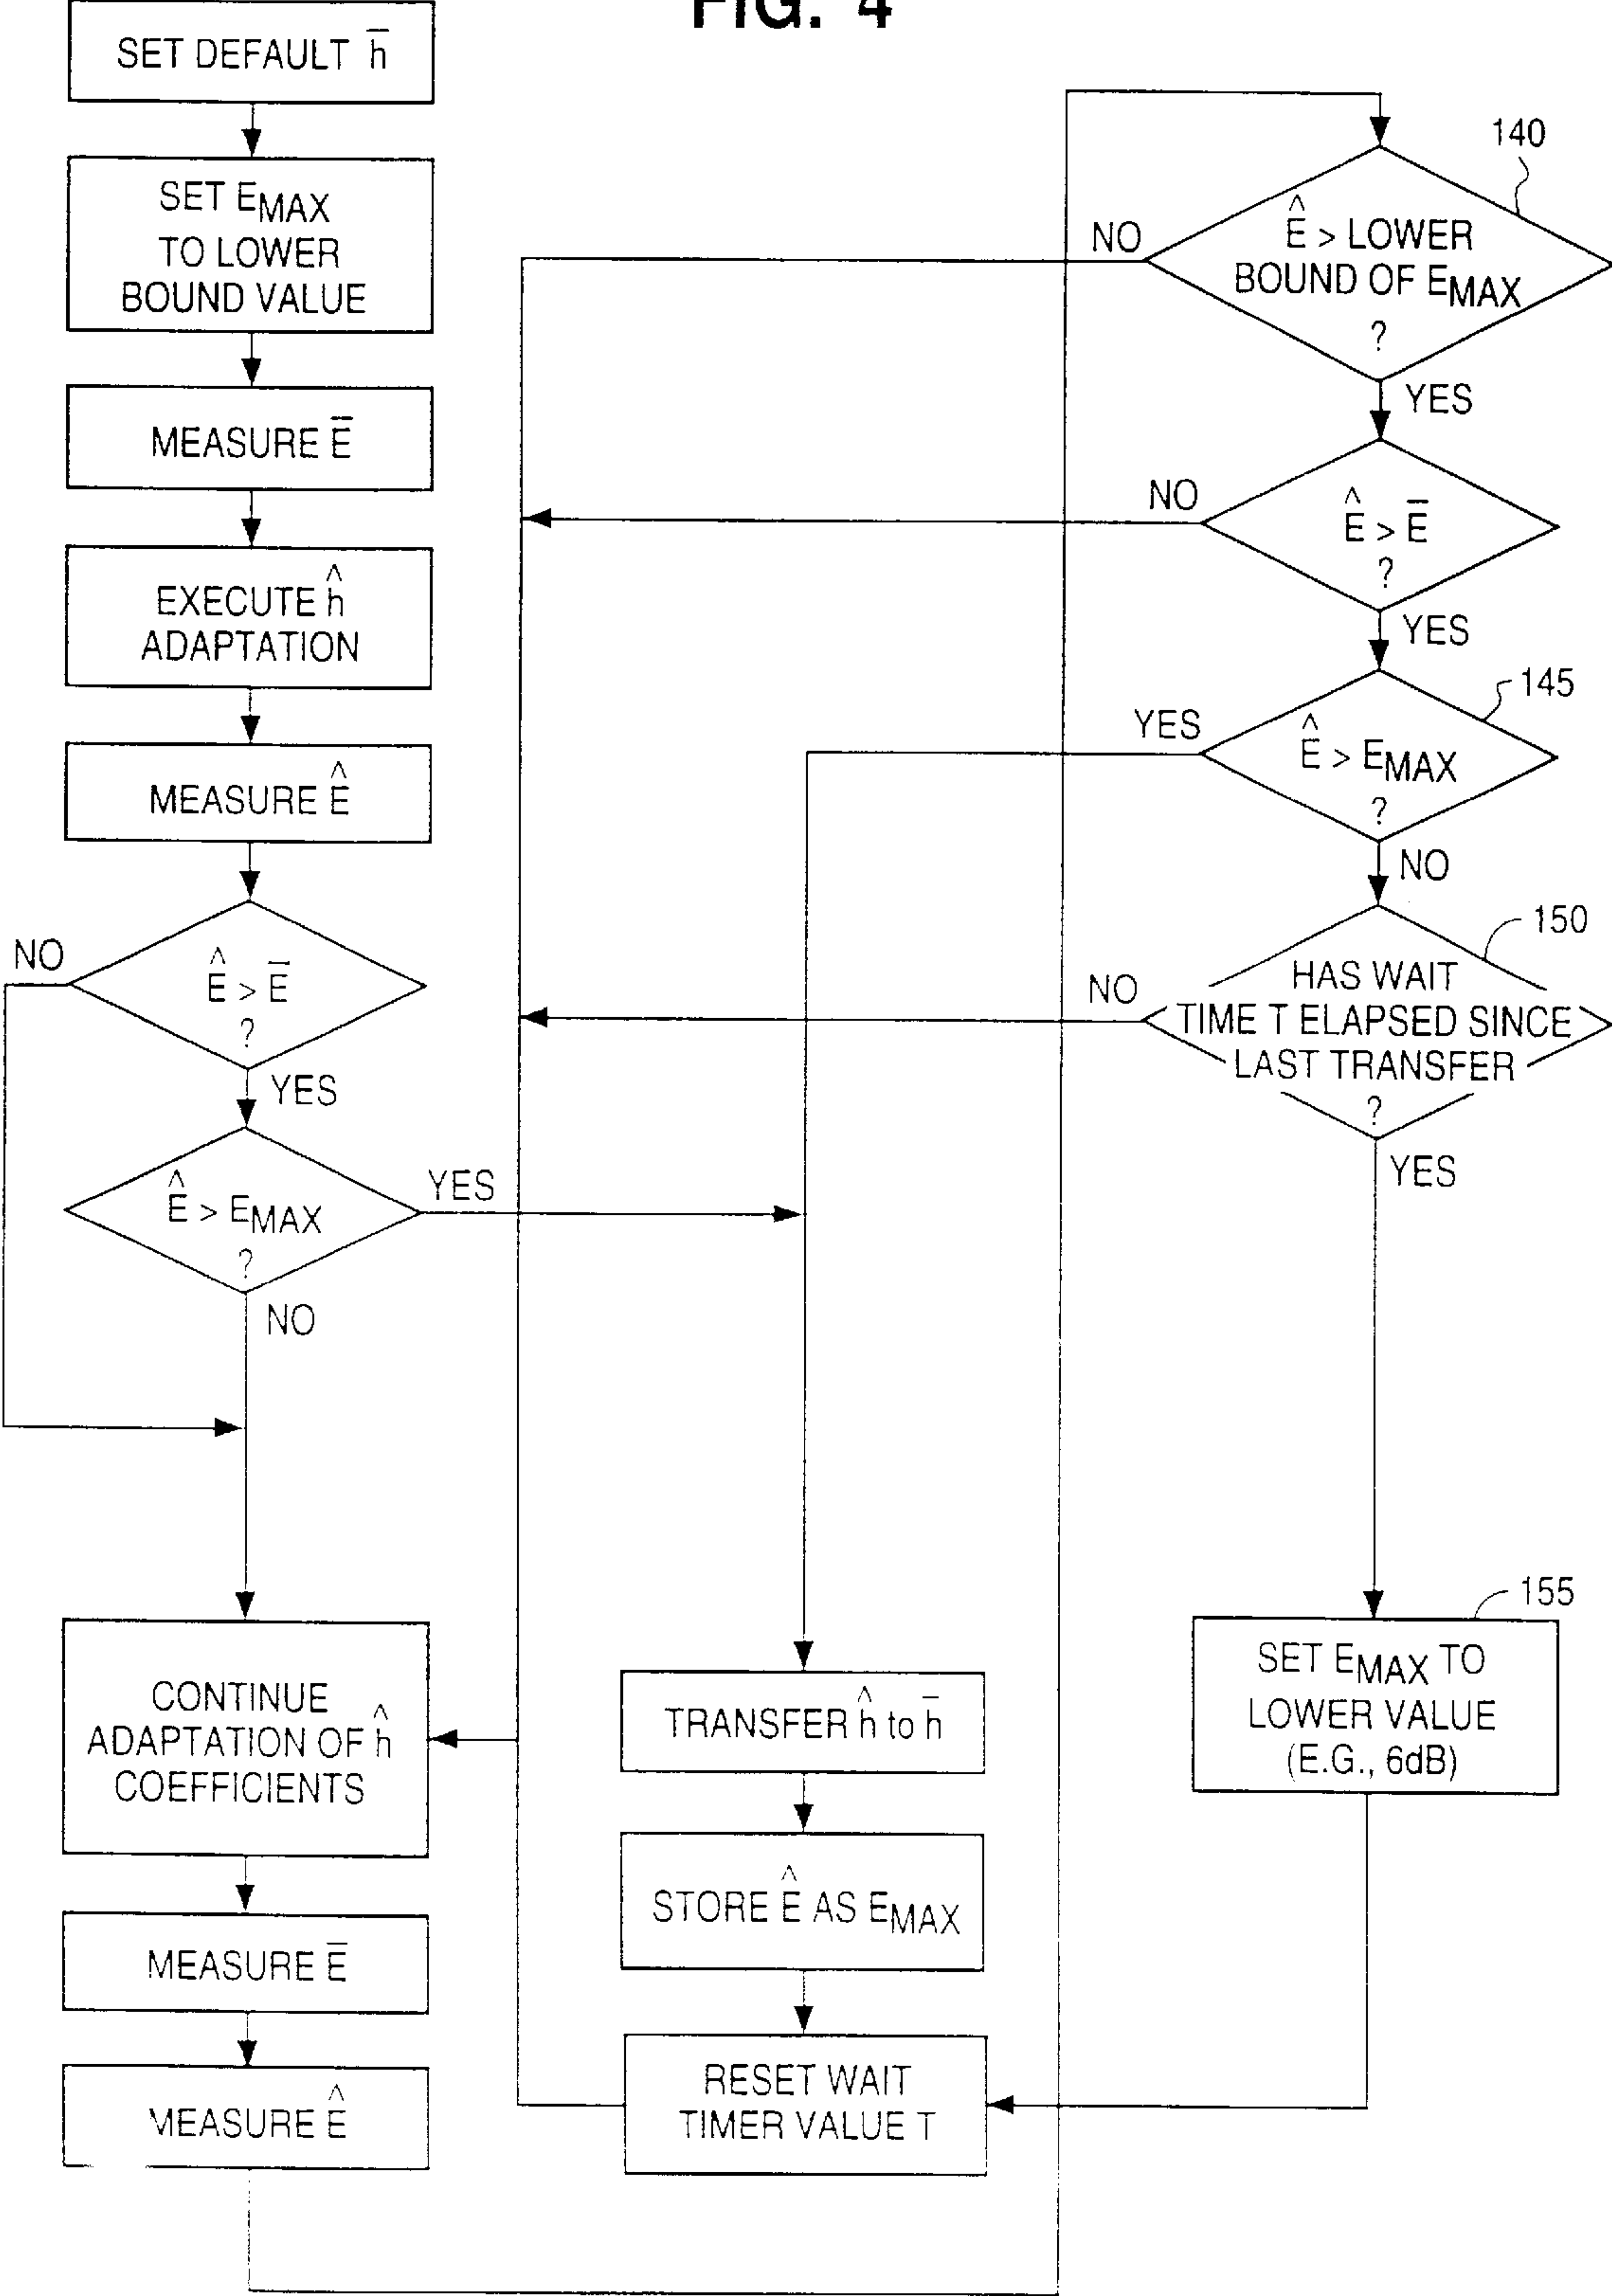 FIG. 4
SET DEFAULT h̅
SET EMAX
TO LOWER
BOUND VALUE
MEASURE E̅
EXECUTE ĥ
ADAPTATION
MEASURE Ê
NO
Ê > E̅
?
YES
Ê > EMAX
?
YES
NO
CONTINUE
ADAPTATION OF ĥ
COEFFICIENTS
MEASURE E̅
MEASURE Ê
TRANSFER ĥ to h̅
STORE Ê AS EMAX
RESET WAIT
TIMER VALUE T
140
NO
Ê > LOWER
BOUND OF EMAX
?
YES
NO
Ê > E̅
?
YES
145
YES
Ê > EMAX
?
NO
150
NO
HAS WAIT
TIME T ELAPSED SINCE
LAST TRANSFER
?
YES
155
SET EMAX TO
LOWER VALUE
(E.G., 6dB)